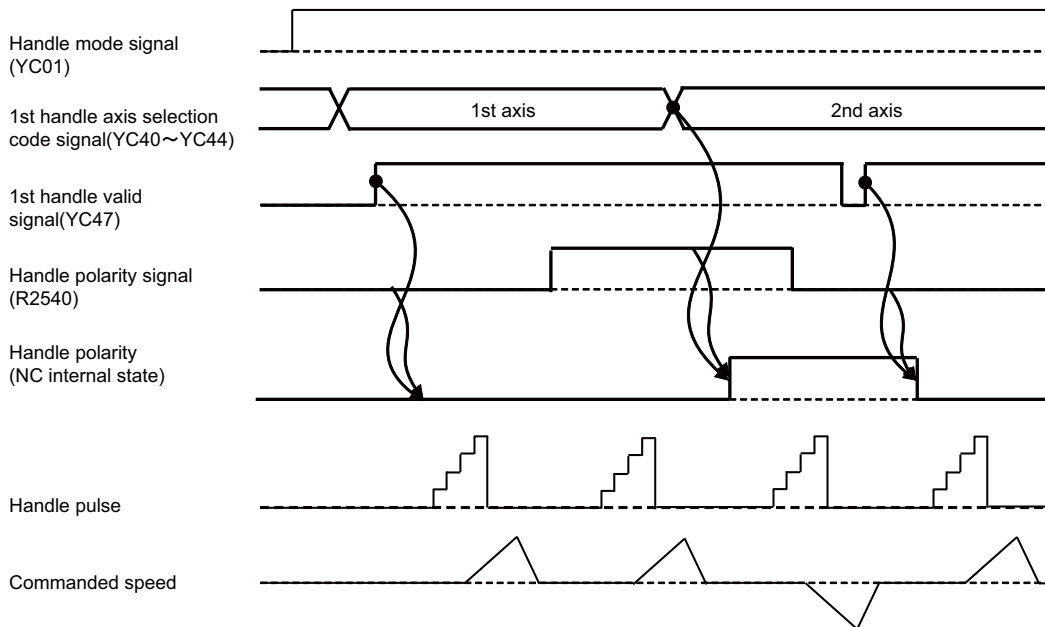 Handle mode signal
(YC01)
1st handle axis selection
code signal(YC40～YC44)
1st axis
2nd axis
1st handle valid
signal(YC47)
Handle polarity signal
(R2540)
Handle polarity
(NC internal state)
Handle pulse
Commanded speed